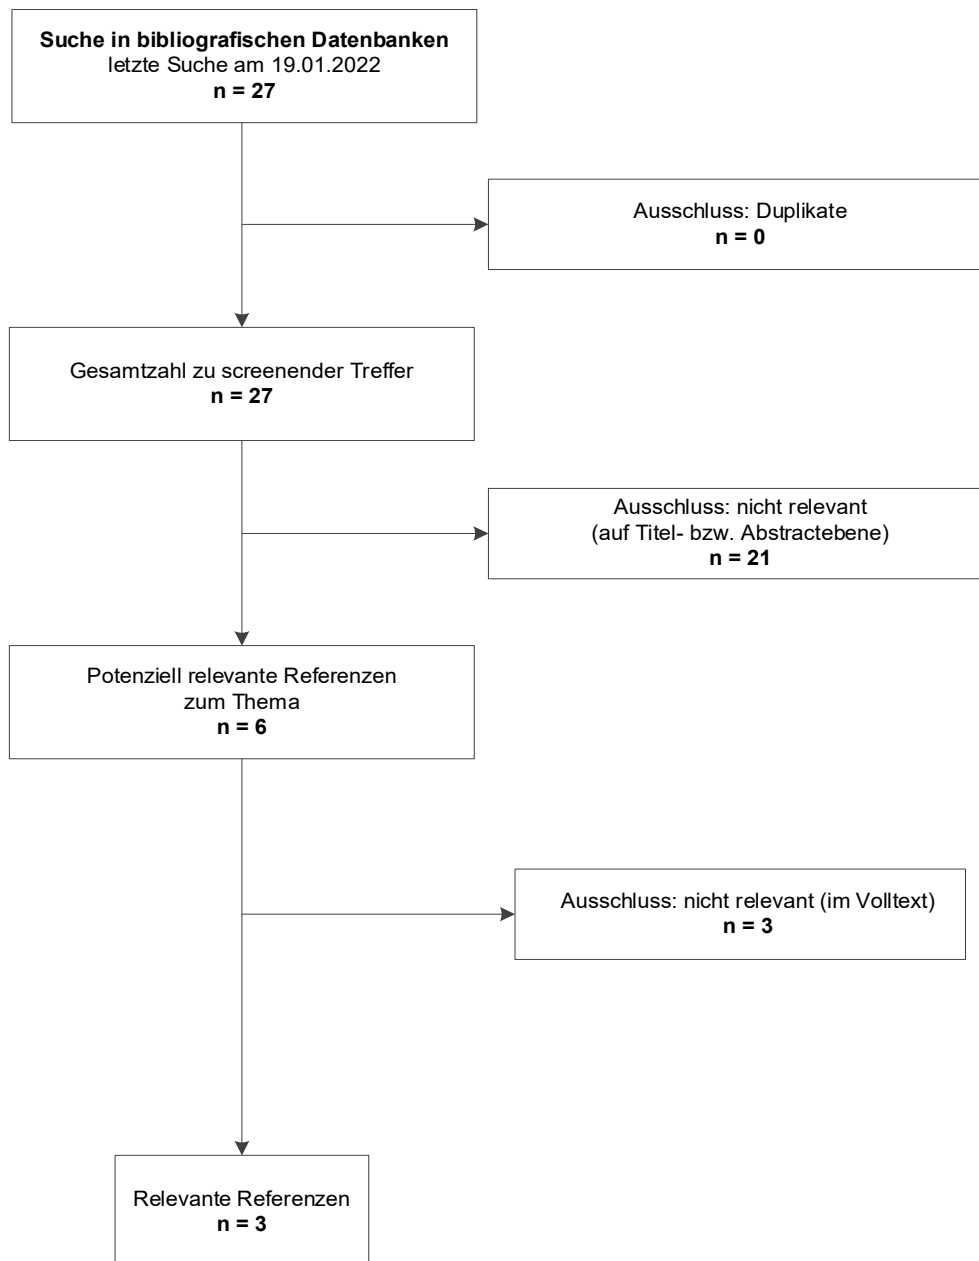 Suche in bibliografischen Datenbanken
letzte Suche am 19.01.2022
n = 27
Ausschluss: Duplikate
n = 0
Gesamtzahl zu screenender Treffer
n = 27
Ausschluss: nicht relevant
(auf Titel- bzw. Abstractebene)
n = 21
Potenziell relevante Referenzen
zum Thema
n = 6
Ausschluss: nicht relevant (im Volltext)
n = 3
Relevante Referenzen
n = 3